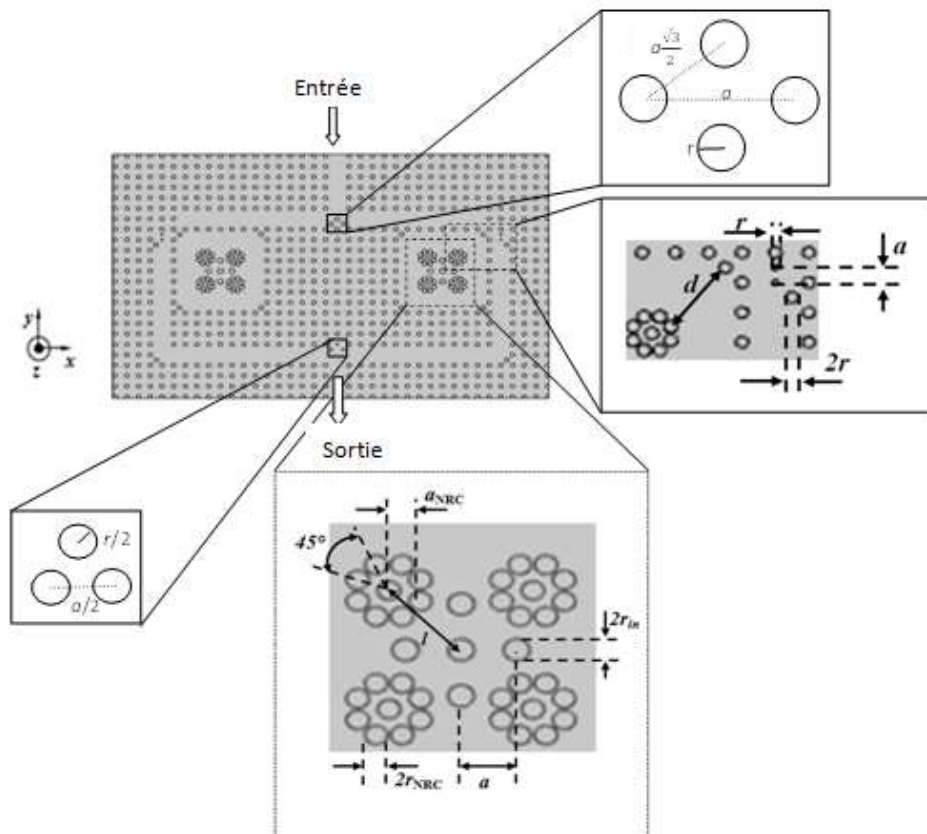 Entrée
a√3/2
a
r
y
x
z
r
a
d
2r
Sortie
r/2
a/2
a_NRC
45°
l
2r_in
2r_NRC
a